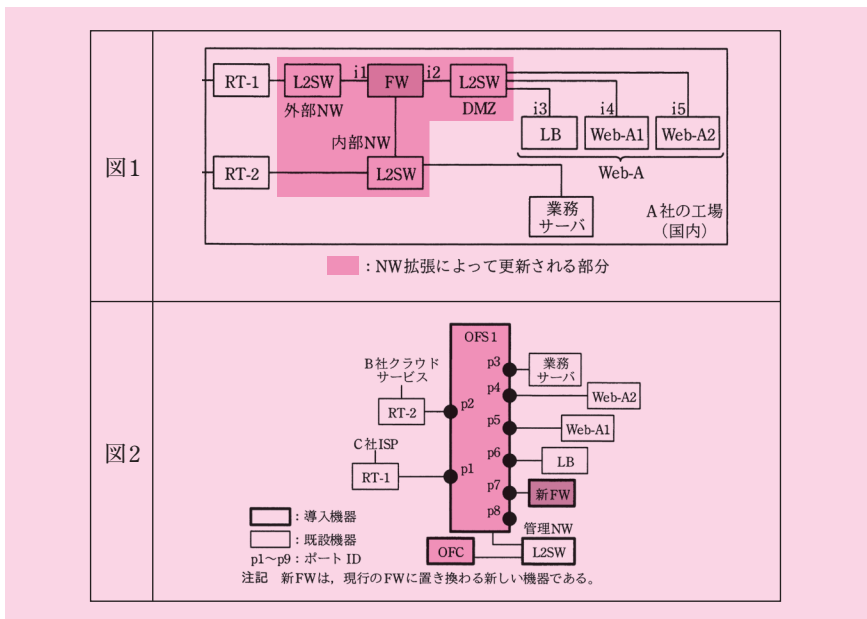 図1
RT-1
L2SW
i1
FW
i2
L2SW
外部NW
DMZ
i3
i4
i5
LB
Web-A1
Web-A2
内部NW
Web-A
RT-2
L2SW
業務
サーバ
A社の工場
(国内)
:NW拡張によって更新される部分
図2
OFS1
B社クラウド
サービス
p3
業務
サーバ
p4
Web-A2
RT-2
p2
p5
Web-A1
C社ISP
p6
LB
RT-1
p1
p7
新FW
p8
:導入機器
管理NW
:既設機器
OFC
L2SW
p1~p9:ポートID
注記 新FWは,現行のFWに置き換わる新しい機器である。